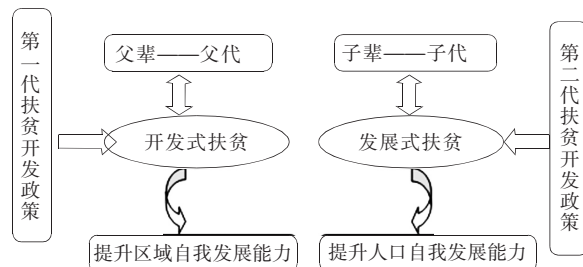 第一代扶贫开发政策
父辈——父代
子辈——子代
第二代扶贫开发政策
开发式扶贫
发展式扶贫
提升区域自我发展能力
提升人口自我发展能力